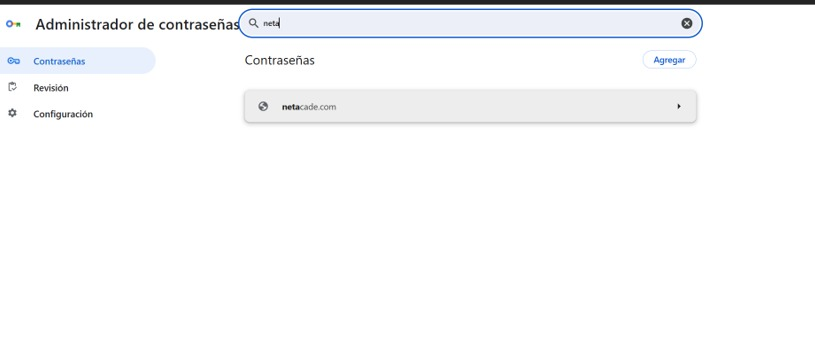 Administrador de contraseñas
neta
Contraseñas
Revisión
Configuración
Contraseñas
Agregar
netacade.com